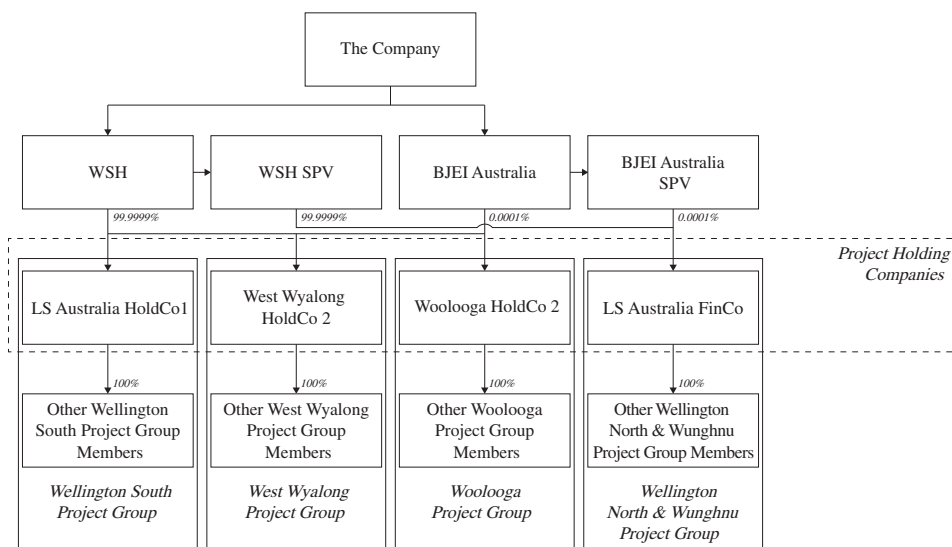 The Company
WSH
WSH SPV
BJEI Australia
BJEI Australia
SPV
99.9999%
99.9999%
0.0001%
0.0001%
Project Holding
Companies
LS Australia HoldCo1
West Wyalong
HoldCo 2
Woolooga HoldCo 2
LS Australia FinCo
100%
100%
100%
100%
Other Wellington
South Project Group
Members
Other West Wyalong
Project Group
Members
Other Woolooga
Project Group
Members
Other Wellington
North & Wunghnu
Project Group Members
Wellington South
Project Group
West Wyalong
Project Group
Woolooga
Project Group
Wellington
North & Wunghnu
Project Group